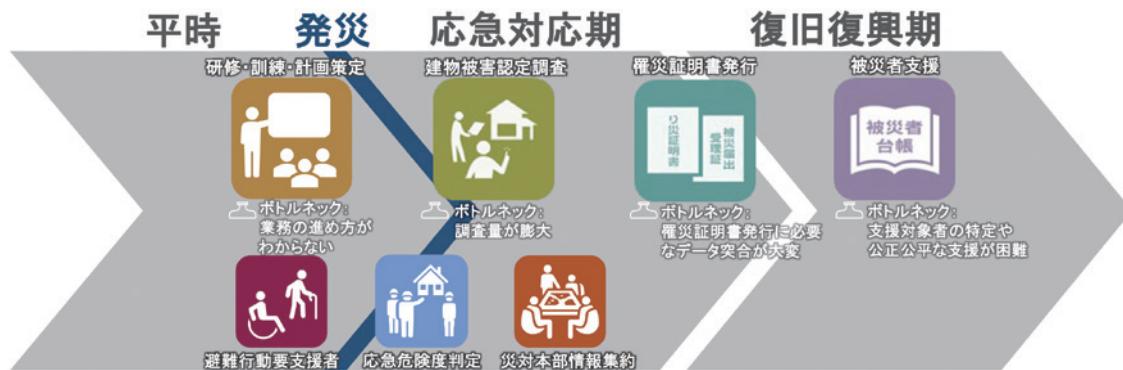 平時
発災
応急対応期
復旧復興期
研修・訓練・計画策定
建物被害認定調査
罹災証明書発行
被災者支援
り災証明書
被災届出
受理証
被災者
台帳
ボトルネック:
業務の進め方が
わからない
ボトルネック:
調査量が膨大
ボトルネック:
罹災証明書発行に必要
なデータ突合が大変
ボトルネック:
支援対象者の特定や
公正公平な支援が困難
避難行動要支援者
応急危険度判定
災対本部情報集約